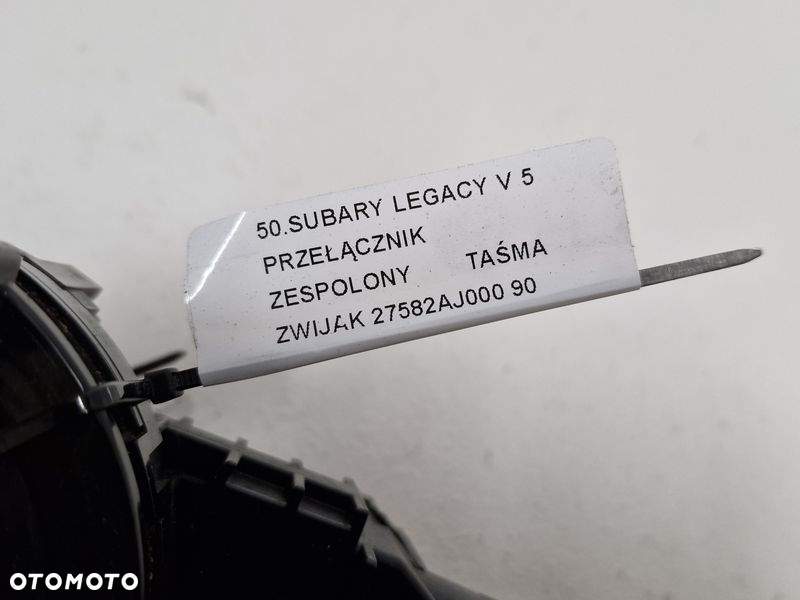 50.SUBARY LEGACY V 5
PRZEŁĄCZNIK
ZESPOLONY TAŚMA
ZWIJAK 27582AJ000 90
OTOMOTO